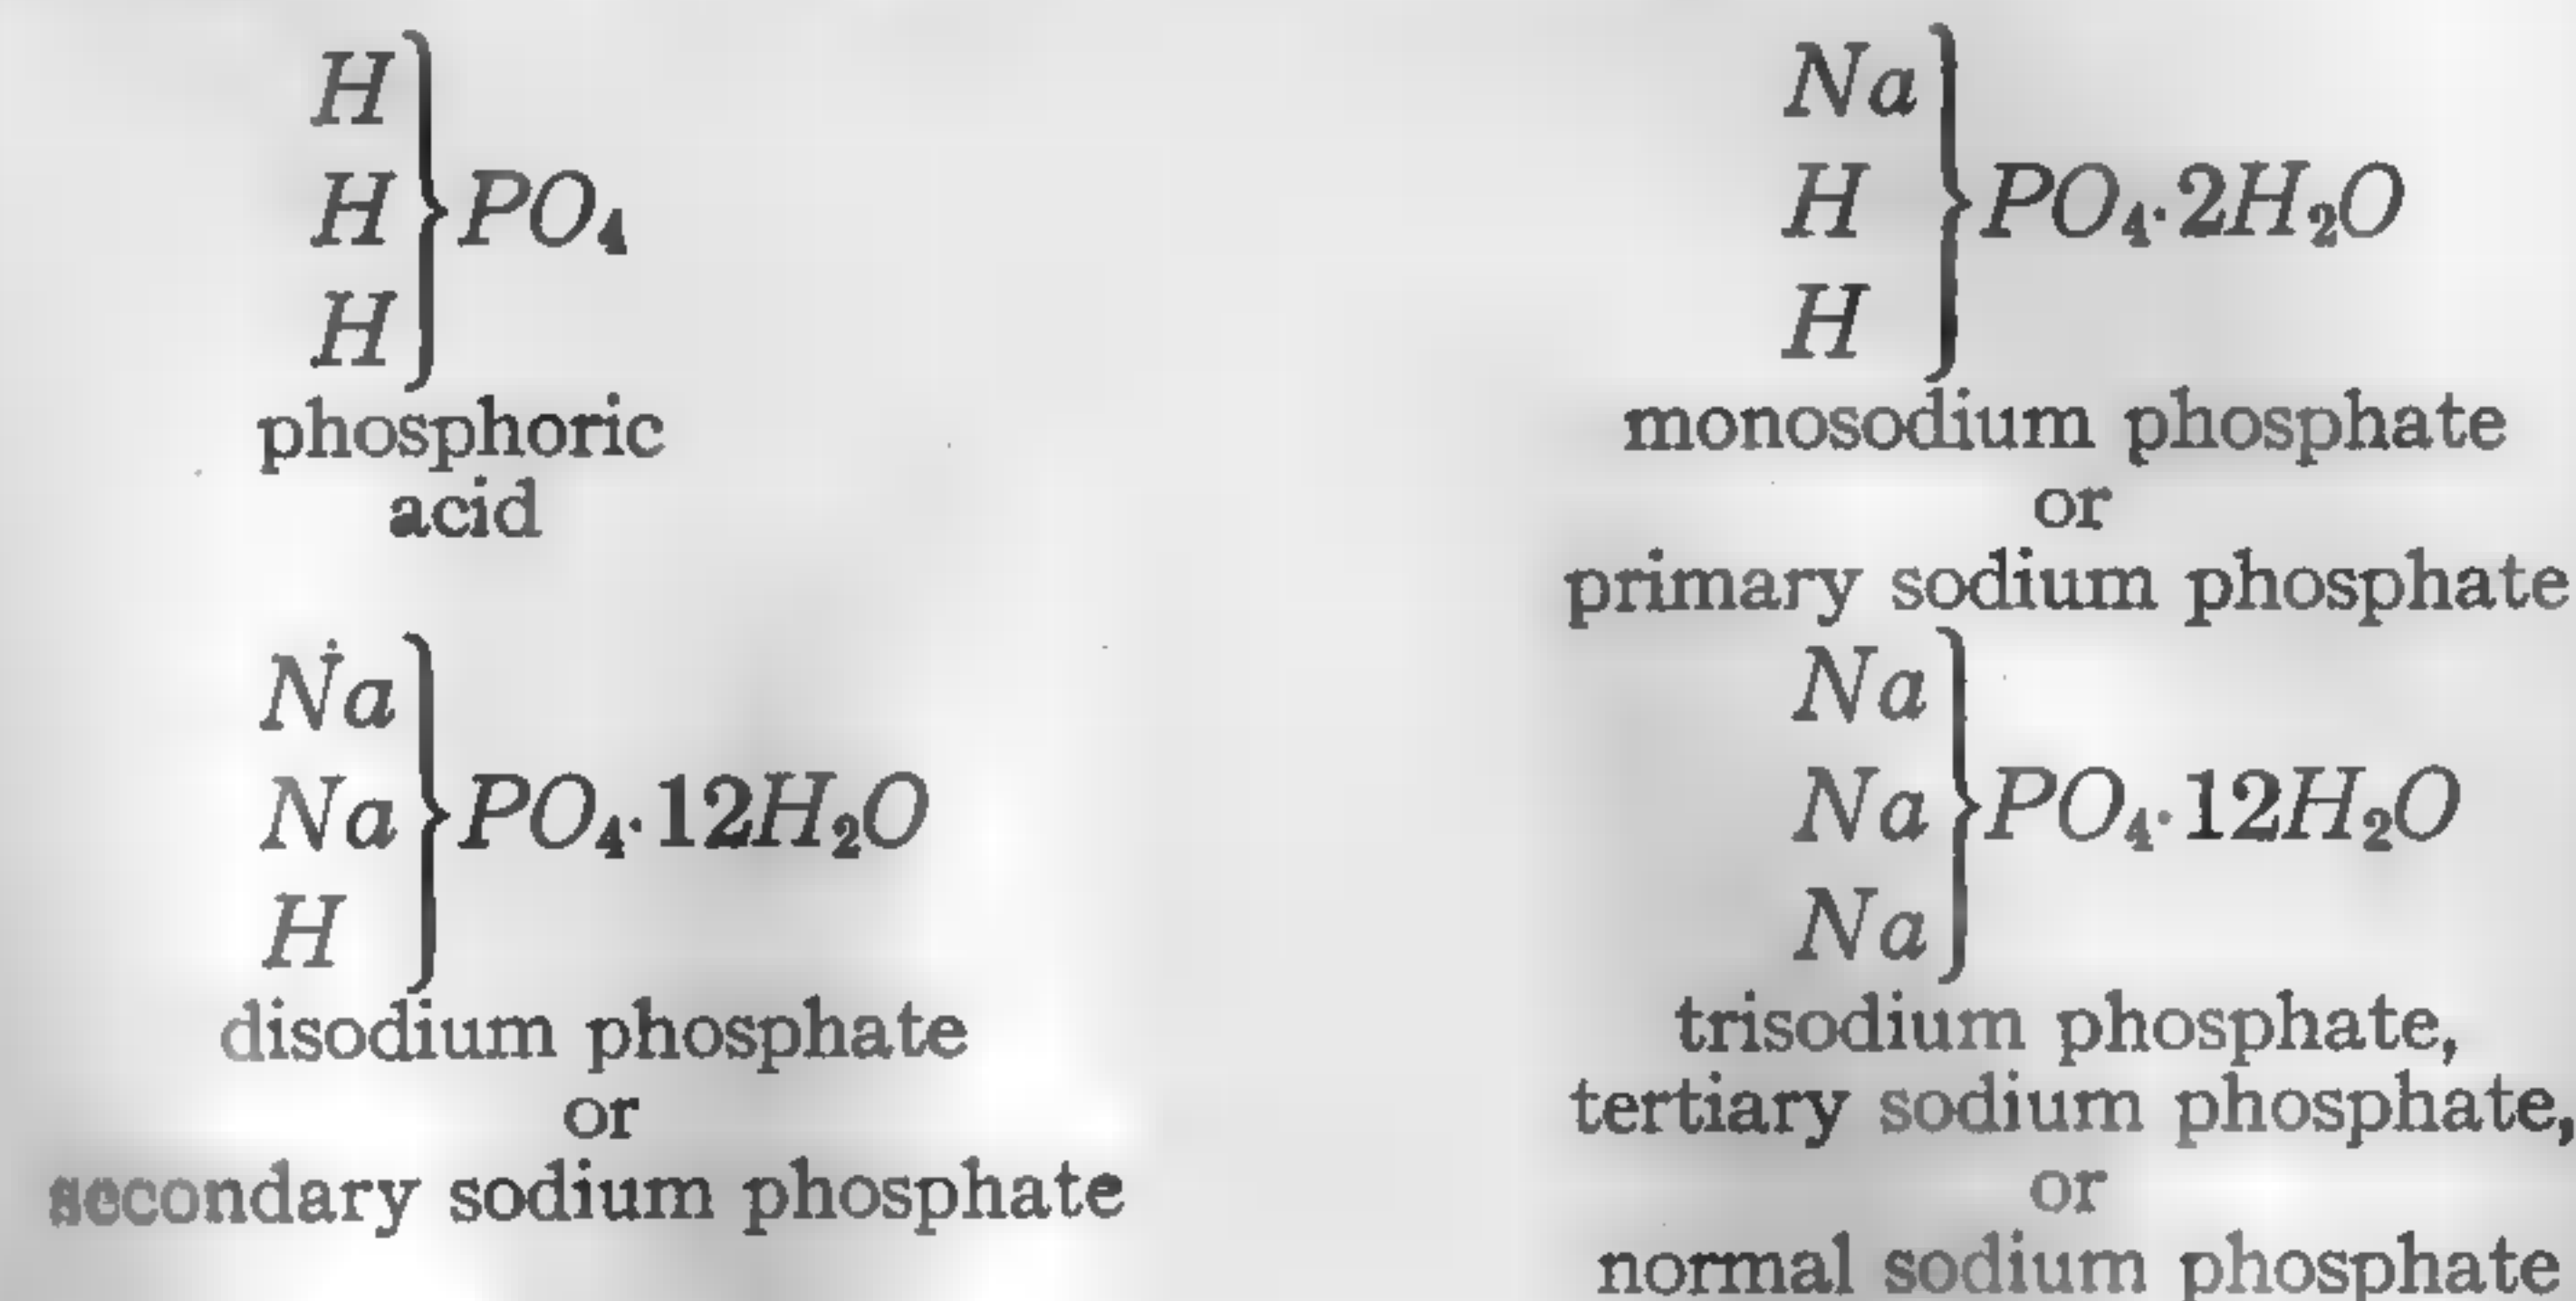 H
H } PO₄
H
phosphoric
acid
Na
H } PO₄·2H₂O
H
monosodium phosphate
or
primary sodium phosphate
Na
Na } PO₄·12H₂O
H
disodium phosphate
or
secondary sodium phosphate
Na
Na } PO₄·12H₂O
Na
trisodium phosphate,
tertiary sodium phosphate,
or
normal sodium phosphate